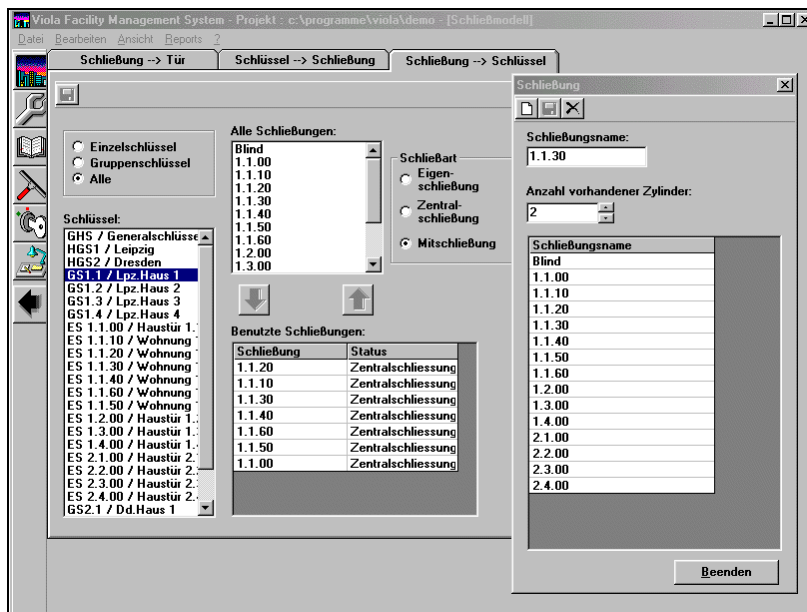 Viola Facility Management System - Projekt : c:\programme\viola\demo - [Schließmodell]
Datei Bearbeiten Ansicht Reports ?
Schließung --> Tür
Schlüssel --> Schließung
Schließung --> Schlüssel
Einzelschlüssel
Gruppenschlüssel
Alle
Schlüssel:
GHS / Generalschlüsse
HGS1 / Leipzig
HGS2 / Dresden
GS1.1 / Lpz.Haus 1
GS1.2 / Lpz.Haus 2
GS1.3 / Lpz.Haus 3
GS1.4 / Lpz.Haus 4
ES 1.1.00 / Haustür 1.
ES 1.1.10 / Wohnung
ES 1.1.20 / Wohnung
ES 1.1.30 / Wohnung
ES 1.1.40 / Wohnung
ES 1.1.60 / Wohnung
ES 1.1.50 / Wohnung
ES 1.2.00 / Haustür 1.
ES 1.3.00 / Haustür 1.
ES 1.4.00 / Haustür 1.
ES 2.1.00 / Haustür 2.
ES 2.2.00 / Haustür 2.
ES 2.3.00 / Haustür 2.
ES 2.4.00 / Haustür 2.
GS2.1 / Dd.Haus 1
Alle Schließungen:
Blind
1.1.00
1.1.10
1.1.20
1.1.30
1.1.40
1.1.50
1.1.60
1.2.00
1.3.00
Schließart
Eigen-
schließung
Zentral-
schließung
Mitschließung
Benutzte Schließungen:
Schließung Status
1.1.20 Zentralschliessung
1.1.10 Zentralschliessung
1.1.30 Zentralschliessung
1.1.40 Zentralschliessung
1.1.60 Zentralschliessung
1.1.50 Zentralschliessung
1.1.00 Zentralschliessung
Schließung
Schließungsname:
1.1.30
Anzahl vorhandener Zylinder:
2
Schließungsname
Blind
1.1.00
1.1.10
1.1.20
1.1.30
1.1.40
1.1.50
1.1.60
1.2.00
1.3.00
1.4.00
2.1.00
2.2.00
2.3.00
2.4.00
Beenden